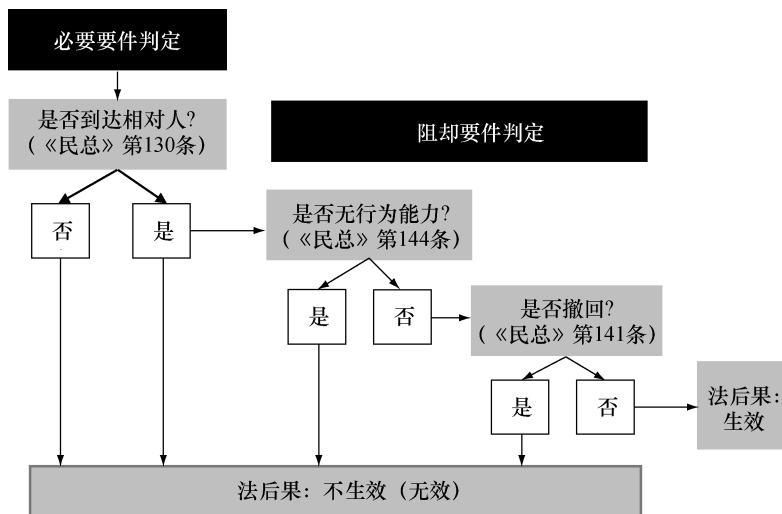 必要要件判定
是否到达相对人?
(《民总》第130条)
阻却要件判定
否
是
是否无行为能力?
(《民总》第144条)
是
否
是否撤回?
(《民总》第141条)
是
否
法后果:
生效
法后果: 不生效 (无效)